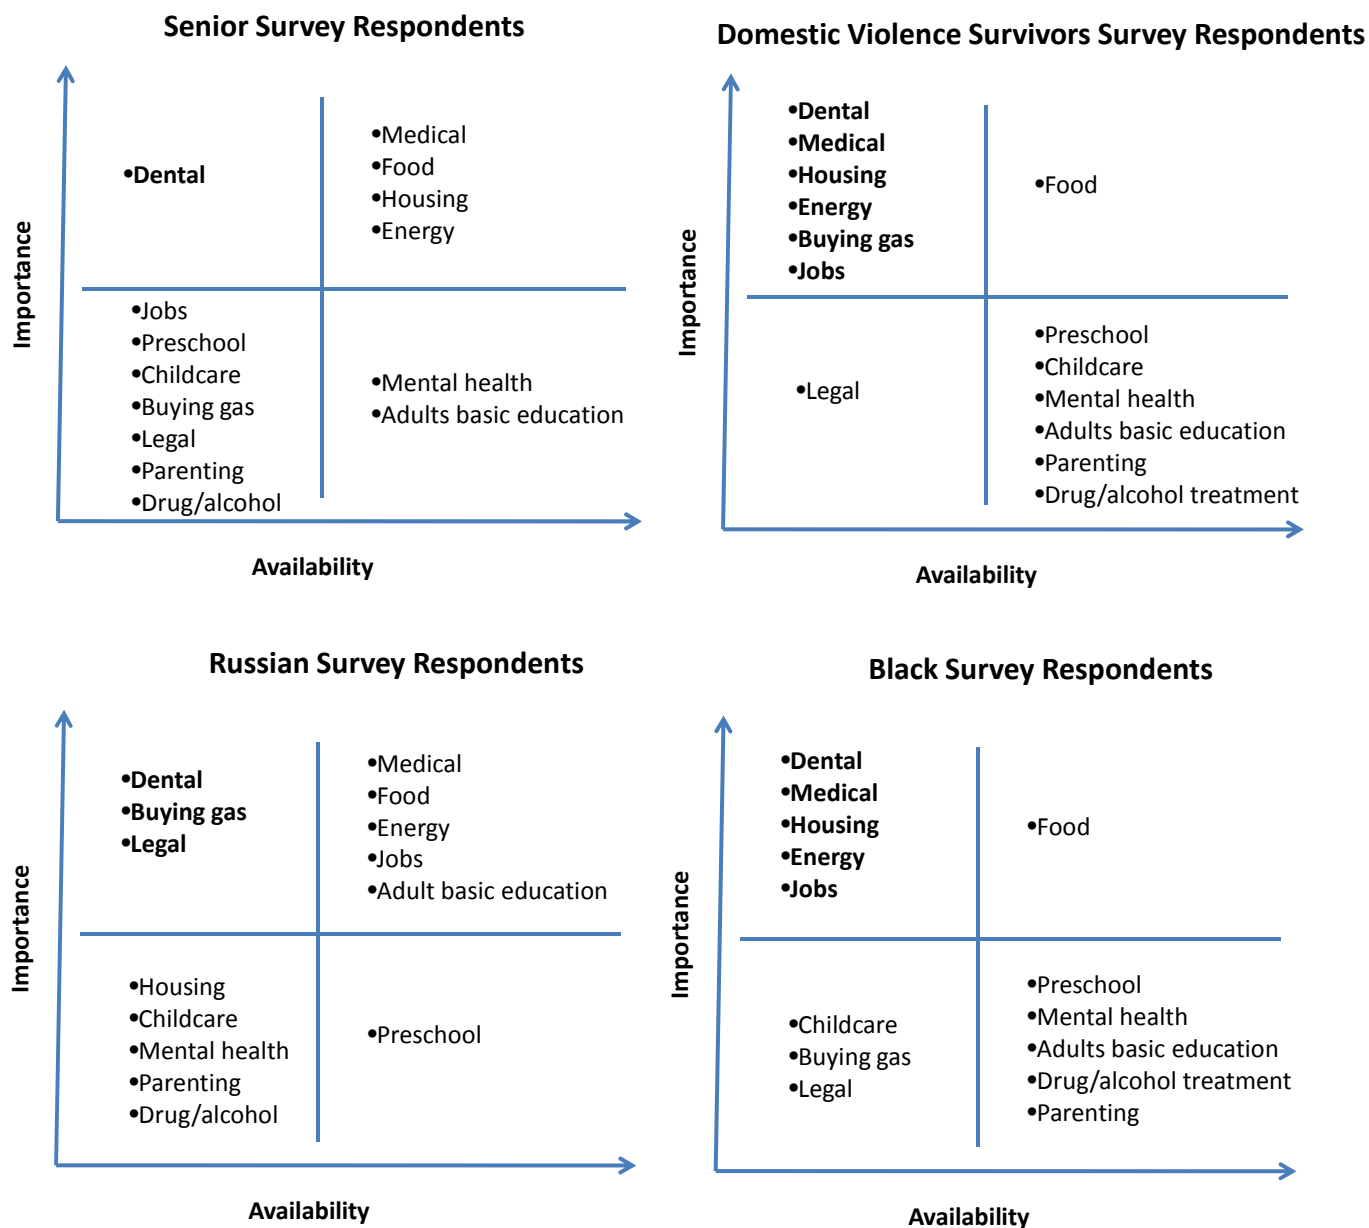 Senior Survey Respondents
Importance
•Dental
•Medical
•Food
•Housing
•Energy
•Jobs
•Preschool
•Childcare
•Buying gas
•Legal
•Parenting
•Drug/alcohol
•Mental health
•Adults basic education
Availability
Domestic Violence Survivors Survey Respondents
Importance
•Dental
•Medical
•Housing
•Energy
•Buying gas
•Jobs
•Food
•Legal
•Preschool
•Childcare
•Mental health
•Adults basic education
•Parenting
•Drug/alcohol treatment
Availability
Russian Survey Respondents
Importance
•Dental
•Buying gas
•Legal
•Medical
•Food
•Energy
•Jobs
•Adult basic education
•Housing
•Childcare
•Mental health
•Parenting
•Drug/alcohol
•Preschool
Availability
Black Survey Respondents
Importance
•Dental
•Medical
•Housing
•Energy
•Jobs
•Food
•Childcare
•Buying gas
•Legal
•Preschool
•Mental health
•Adults basic education
•Drug/alcohol treatment
•Parenting
Availability